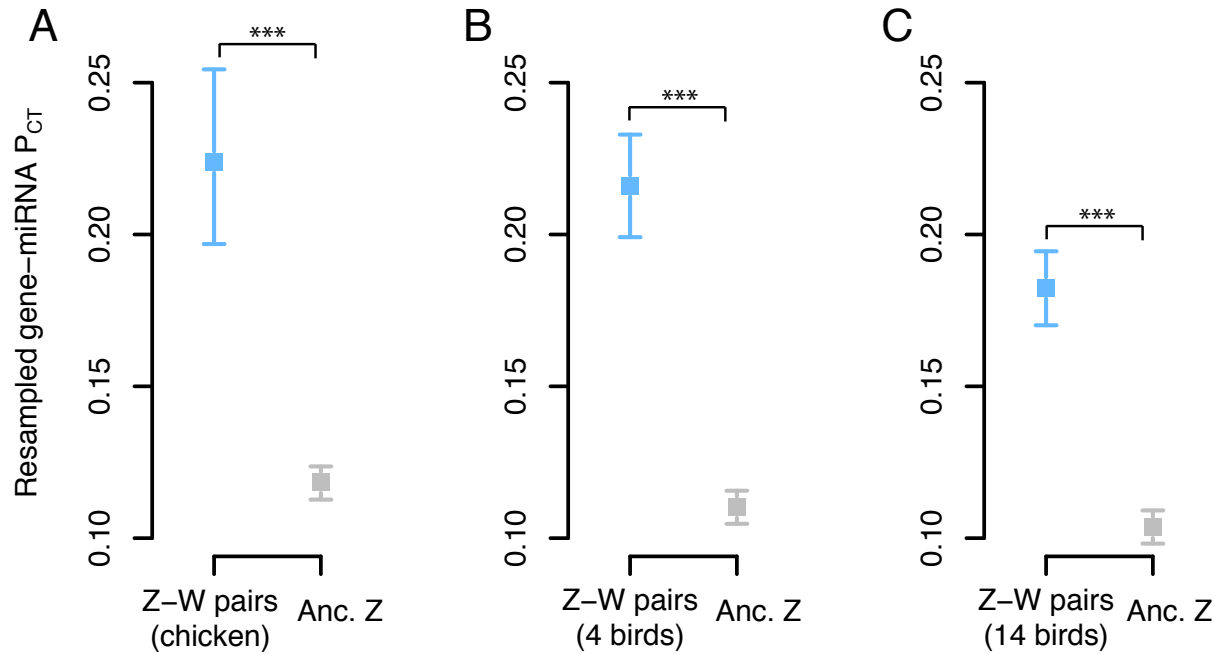 A
B
C
***
***
***
Resampled gene−miRNA PCT
0.25
0.20
0.15
0.10
0.25
0.20
0.15
0.10
0.25
0.20
0.15
0.10
Z−W pairs
(chicken)
Anc. Z
Z−W pairs
(4 birds)
Anc. Z
Z−W pairs
(14 birds)
Anc. Z